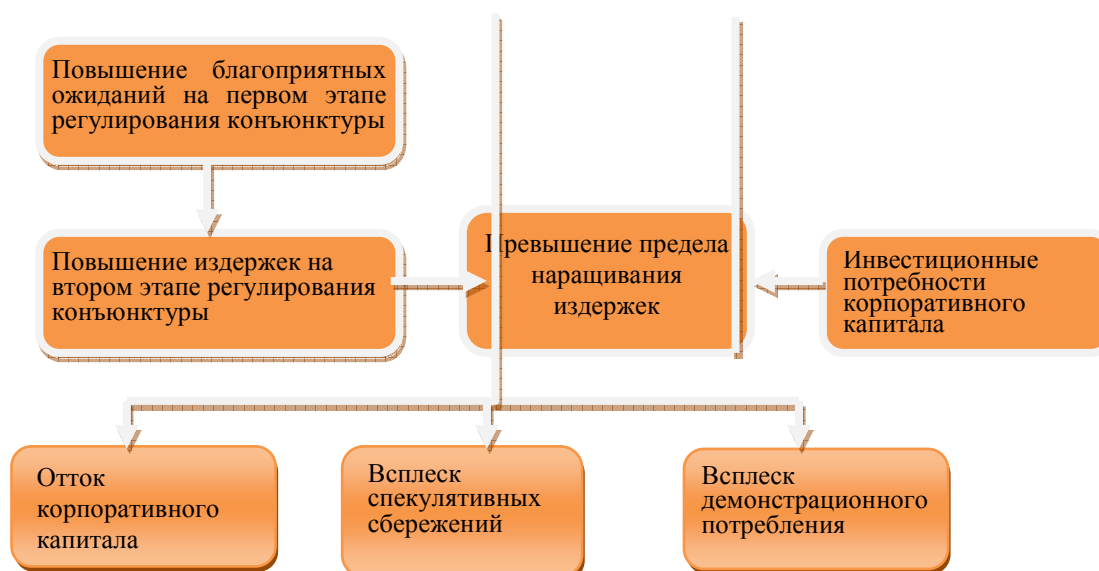 Повышение благоприятных
ожиданий на первом этапе
регулирования конъюнктуры
Повышение издержек на
втором этапе регулирования
конъюнктуры
Превышение предела
наращивания
издержек
Инвестиционные
потребности
корпоративного
капитала
Отток
корпоративного
капитала
Всплеск
спекулятивных
сбережений
Всплеск
демонстрационного
потребления